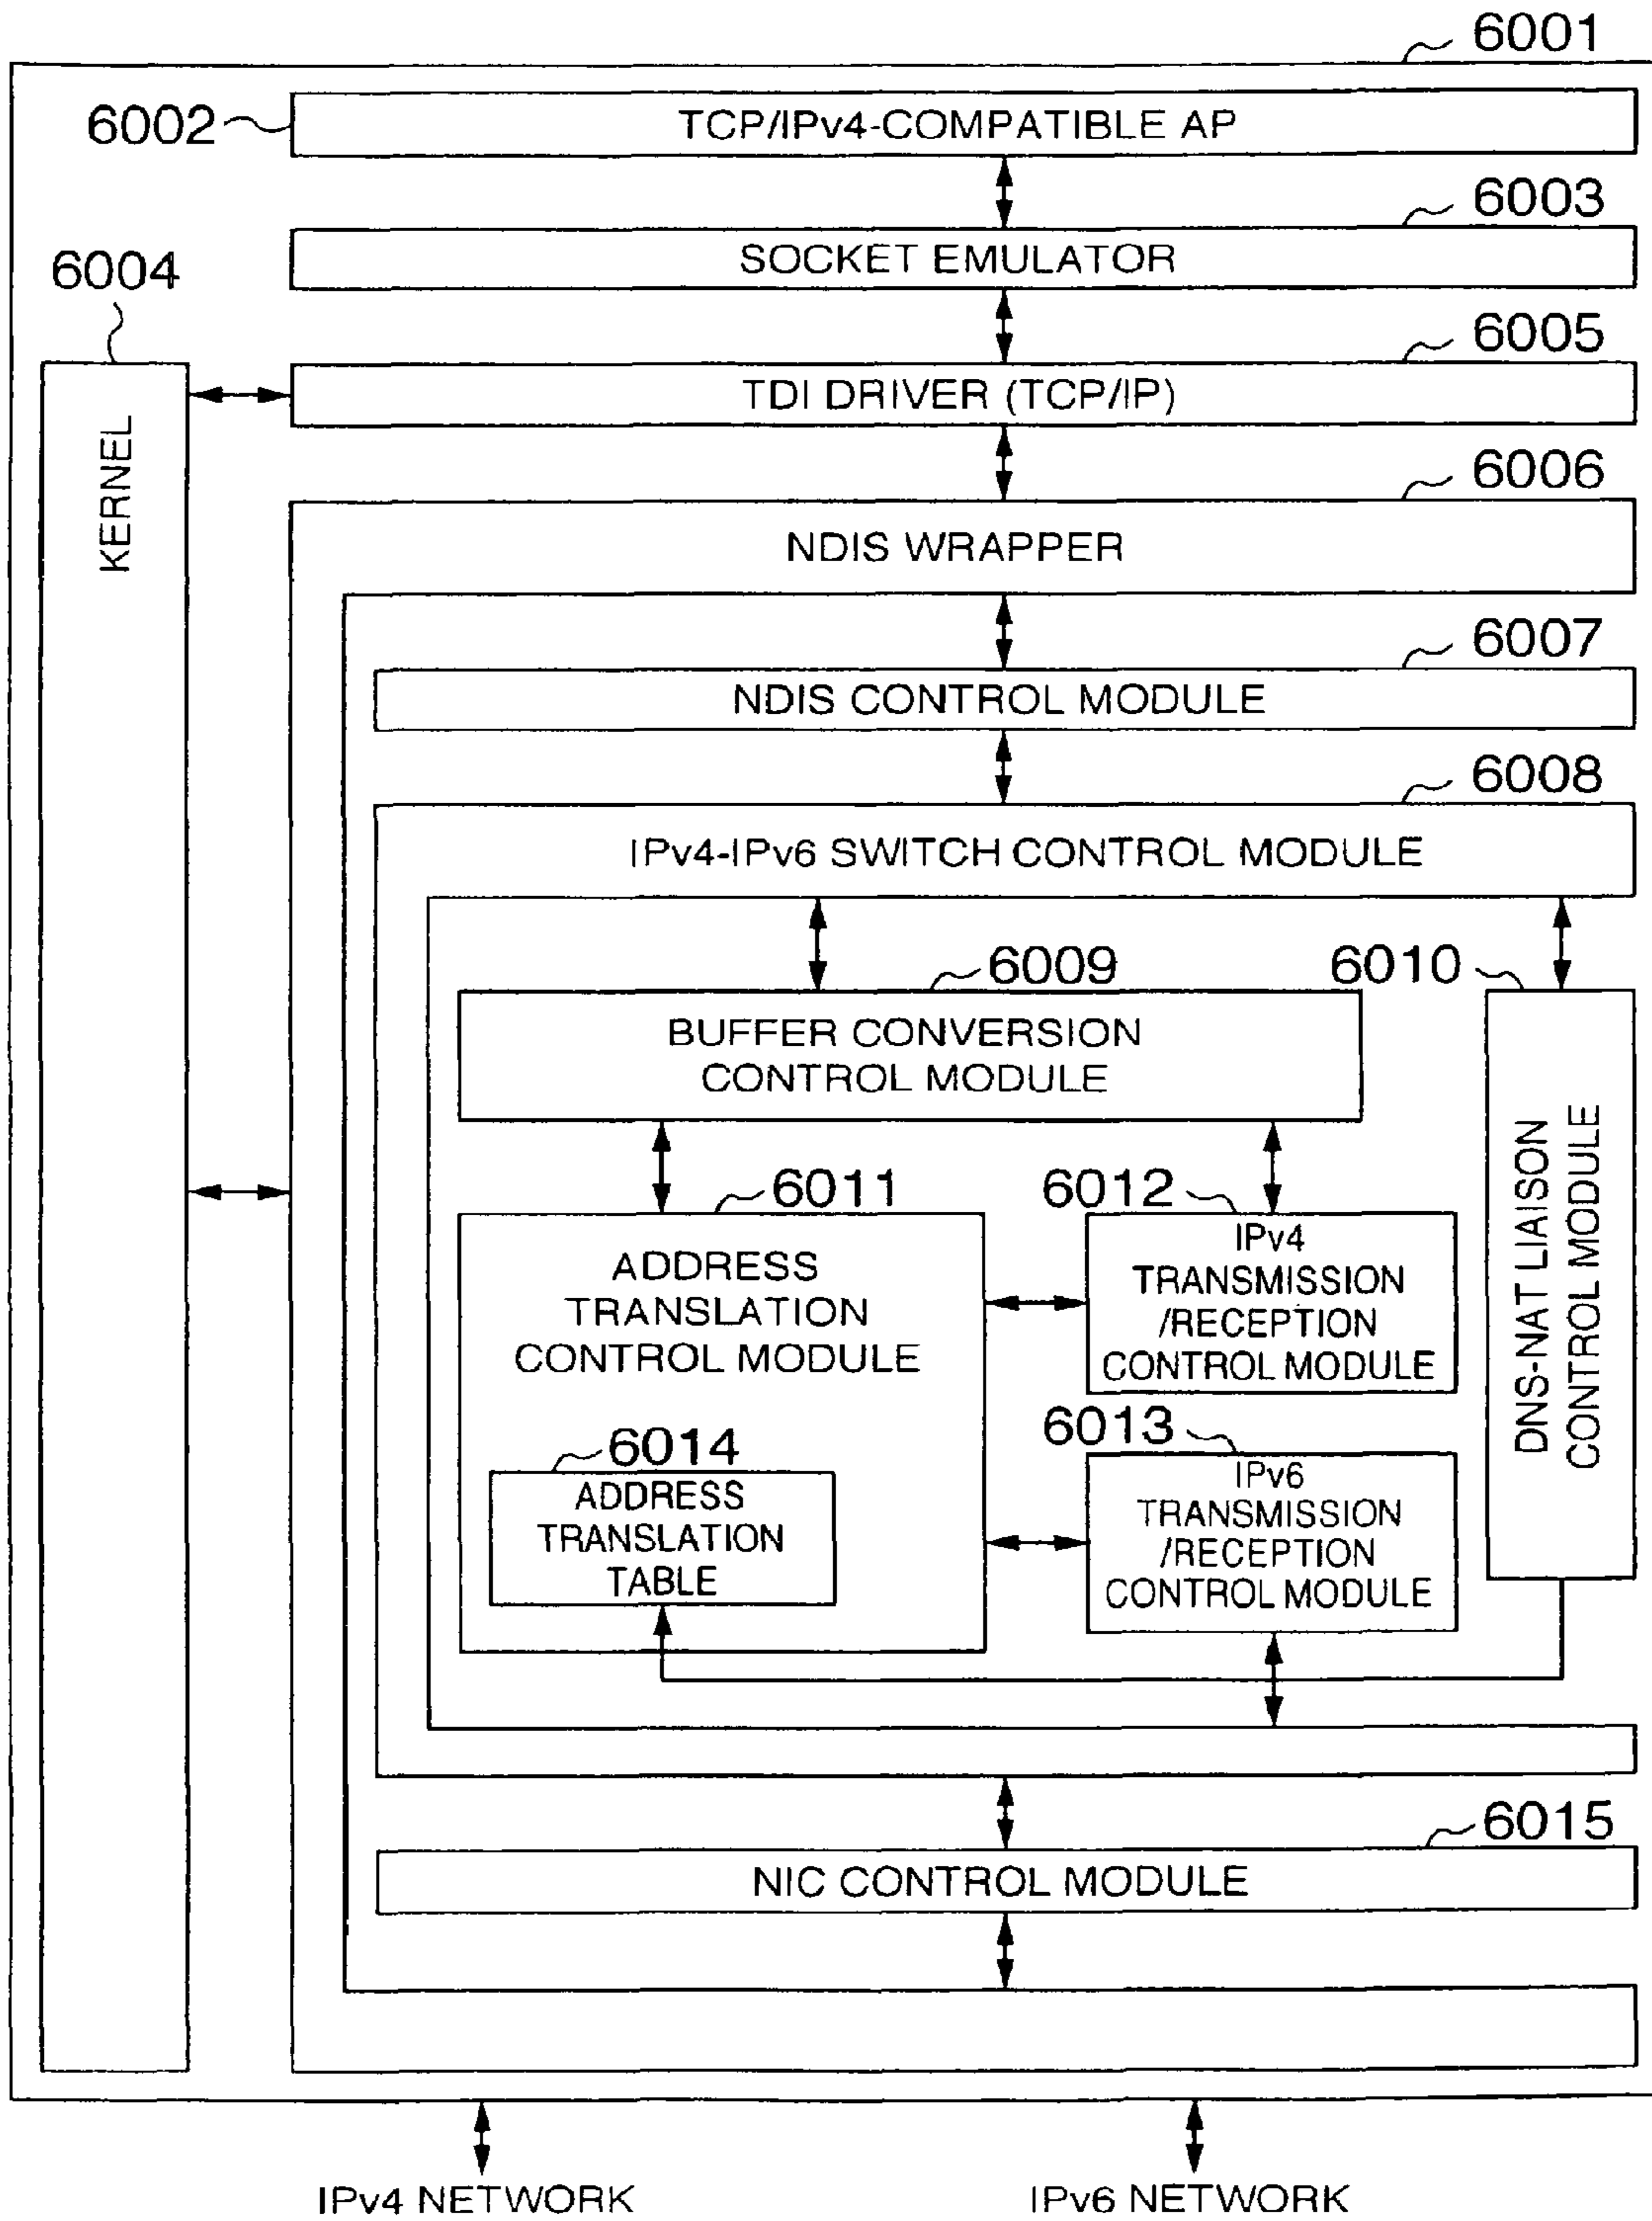 6001
6002
TCP/IPv4-COMPATIBLE AP
6003
SOCKET EMULATOR
6004
6005
TDI DRIVER (TCP/IP)
KERNEL
6006
NDIS WRAPPER
6007
NDIS CONTROL MODULE
6008
IPv4-IPv6 SWITCH CONTROL MODULE
6009
6010
BUFFER CONVERSION
CONTROL MODULE
DNS-NAT LIAISON
CONTROL MODULE
6011
6012
ADDRESS
TRANSLATION
CONTROL MODULE
IPv4
TRANSMISSION
/RECEPTION
CONTROL MODULE
6013
6014
ADDRESS
TRANSLATION
TABLE
IPv6
TRANSMISSION
/RECEPTION
CONTROL MODULE
6015
NIC CONTROL MODULE
IPv4 NETWORK
IPv6 NETWORK